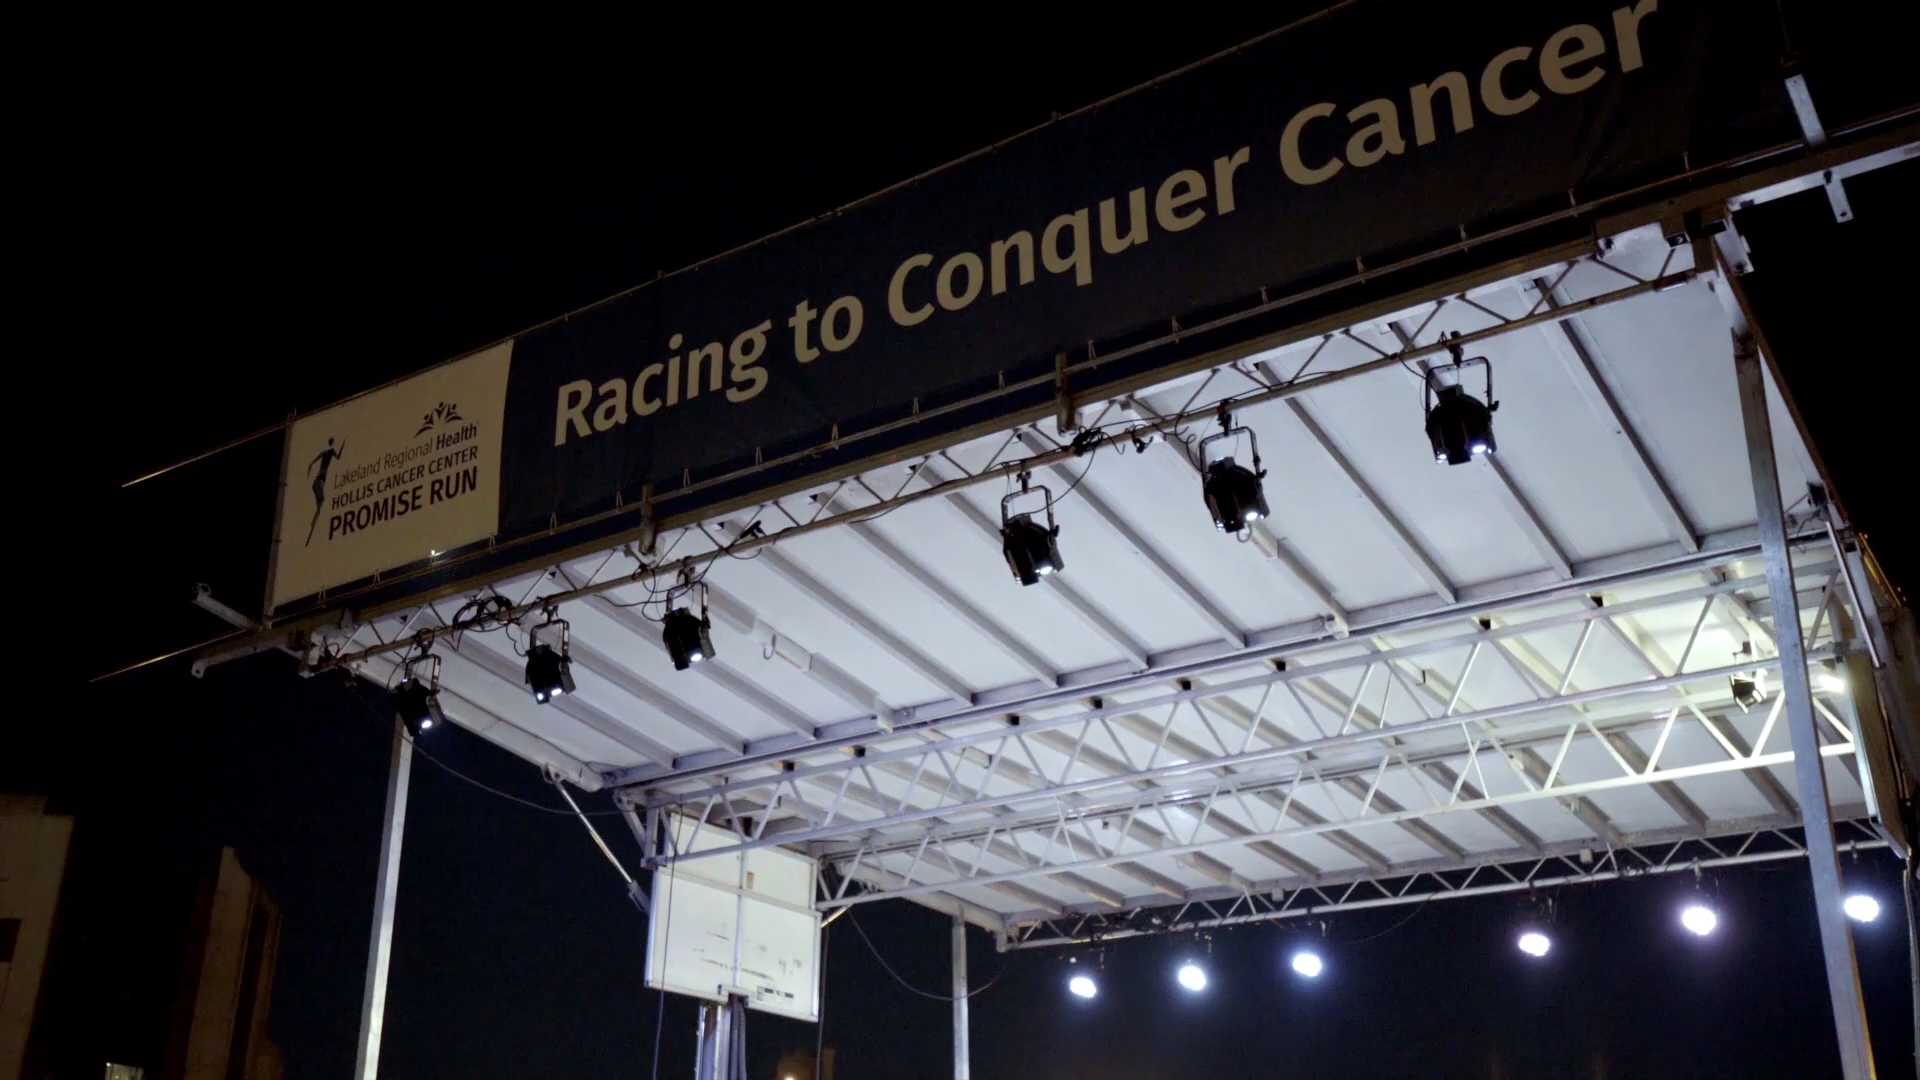 Racing to Conquer Cancer
Lakeland Regional Health
HOLLIS CANCER CENTER
PROMISE RUN